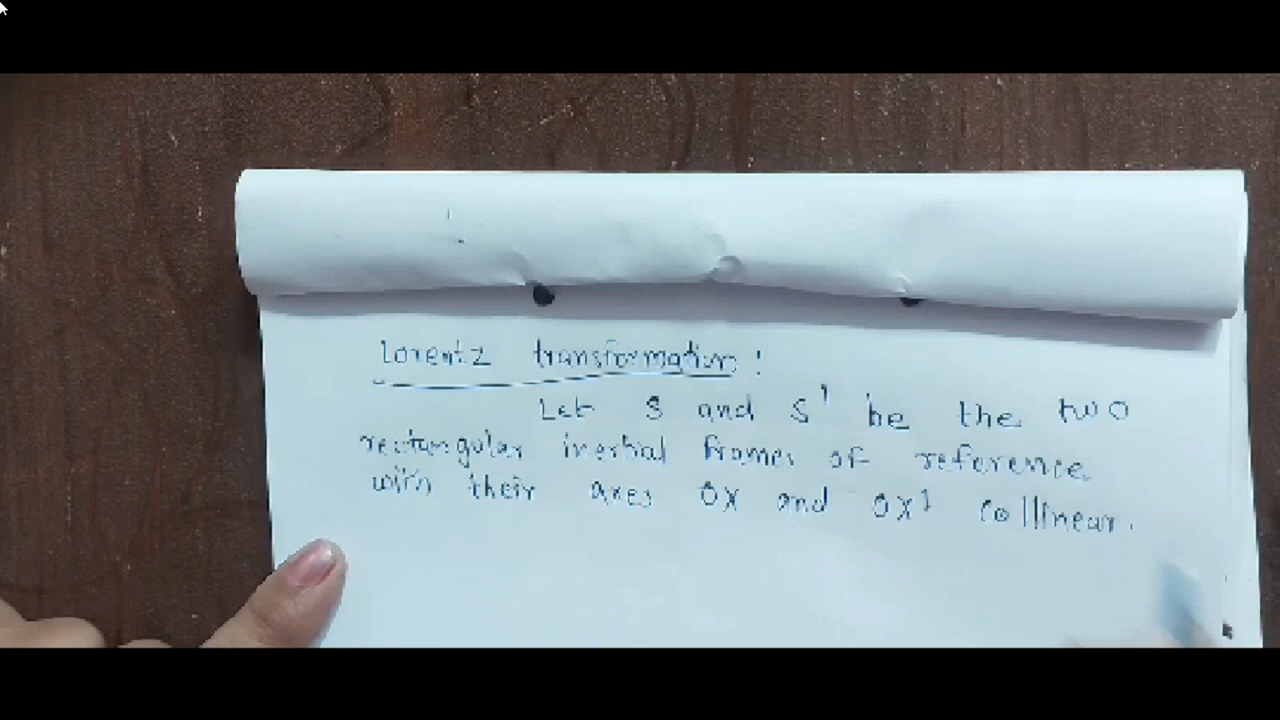 Lorentz transformation :
Let S and S' be the two
rectangular inertial frames of reference
with their axes OX and OX' collinear.